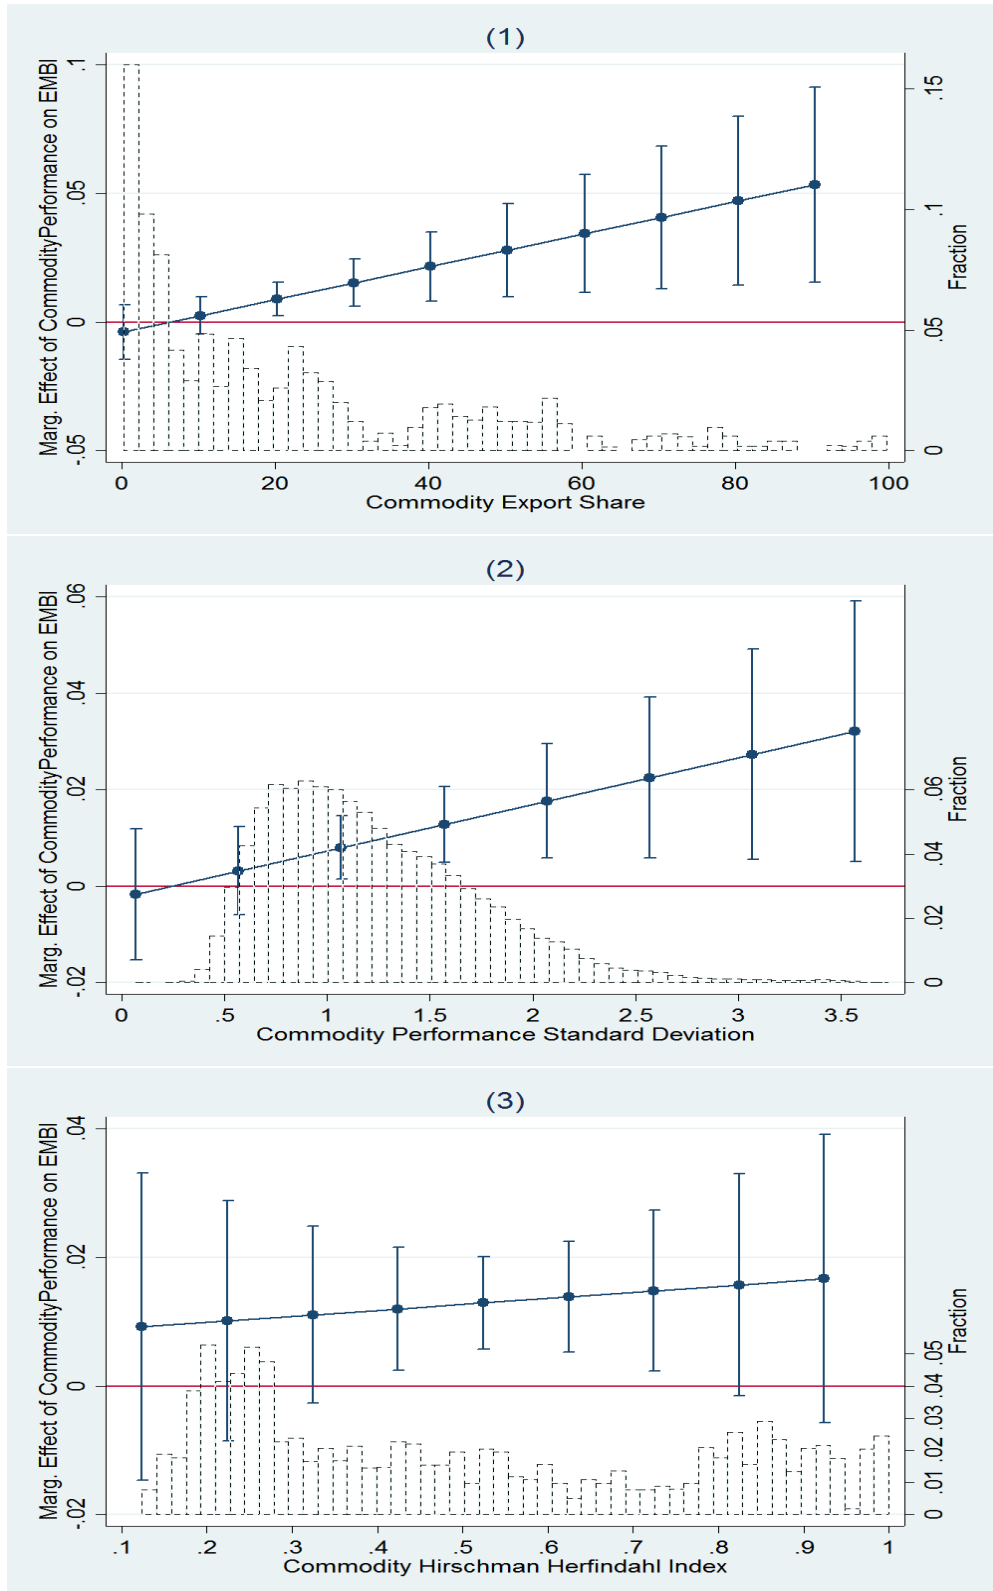 (1)
Marg. Effect of CommodityPerformance on EMBI
.1
.05
0
-.05
.15
.1
.05
0
Fraction
0 20 40 60 80 100
Commodity Export Share
(2)
Marg. Effect of CommodityPerformance on EMBI
.06
.04
.02
0
-.02
.06
.04
.02
0
Fraction
0 .5 1 1.5 2 2.5 3 3.5
Commodity Performance Standard Deviation
(3)
Marg. Effect of CommodityPerformance on EMBI
.04
.02
0
-.02
.05
.04
.03
.02
.01
0
Fraction
.1 .2 .3 .4 .5 .6 .7 .8 .9 1
Commodity Hirschman Herfindahl Index